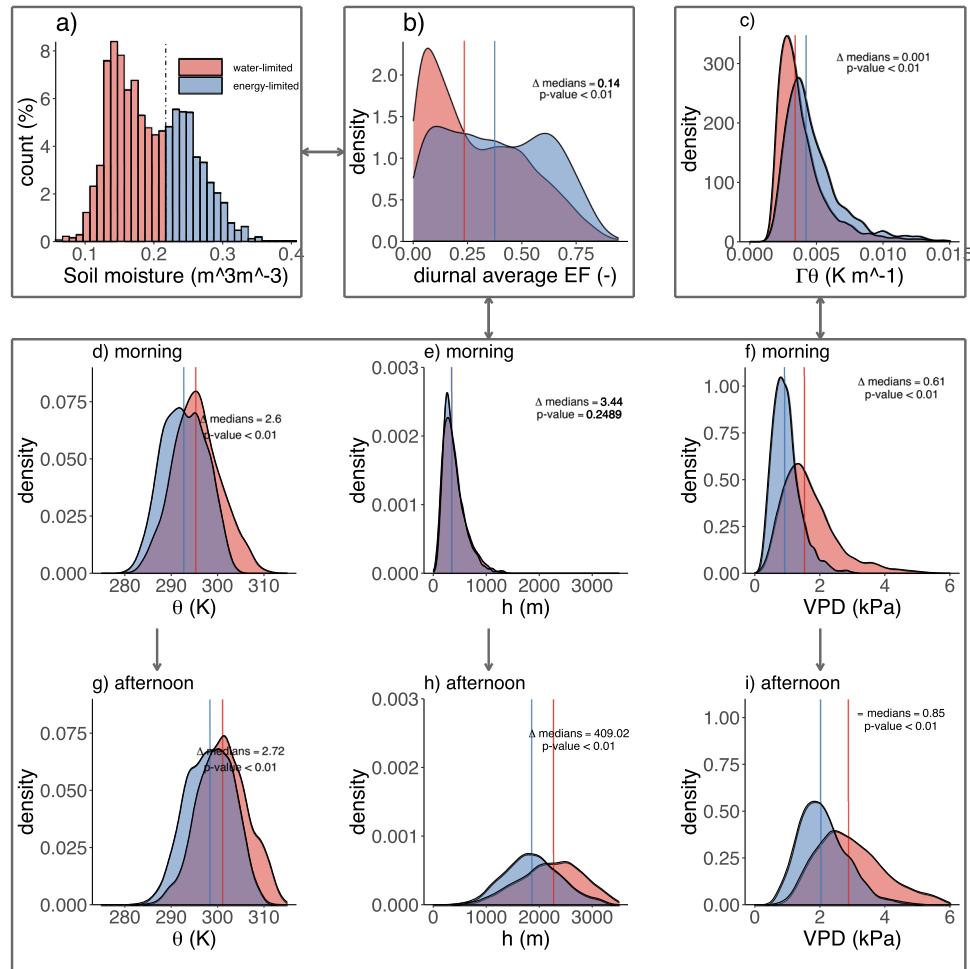 a)
count (%)
8
6
4
2
0
0.1
0.2
0.3
0.4
Soil moisture (m^3m^-3)
water-limited
energy-limited
b)
density
2.0
1.5
1.0
0.5
0.0
0.00
0.25
0.50
0.75
diurnal average EF (-)
Δ medians = 0.14
p-value < 0.01
c)
density
300
200
100
0
0.000
0.005
0.010
0.015
Γθ (K m^-1)
Δ medians = 0.001
p-value < 0.01
d) morning
density
0.075
0.050
0.025
0.000
280
290
300
310
θ (K)
Δ medians = 2.6
p-value < 0.01
e) morning
density
0.003
0.002
0.001
0.000
0
1000
2000
3000
h (m)
Δ medians = 3.44
p-value = 0.2489
f) morning
density
1.00
0.75
0.50
0.25
0.00
0
2
4
6
VPD (kPa)
Δ medians = 0.61
p-value < 0.01
g) afternoon
density
0.075
0.050
0.025
0.000
280
290
300
310
θ (K)
Δ medians = 2.72
p-value < 0.01
h) afternoon
density
0.003
0.002
0.001
0.000
0
1000
2000
3000
h (m)
Δ medians = 409.02
p-value < 0.01
i) afternoon
density
1.00
0.75
0.50
0.25
0.00
0
2
4
6
VPD (kPa)
= medians = 0.85
p-value < 0.01